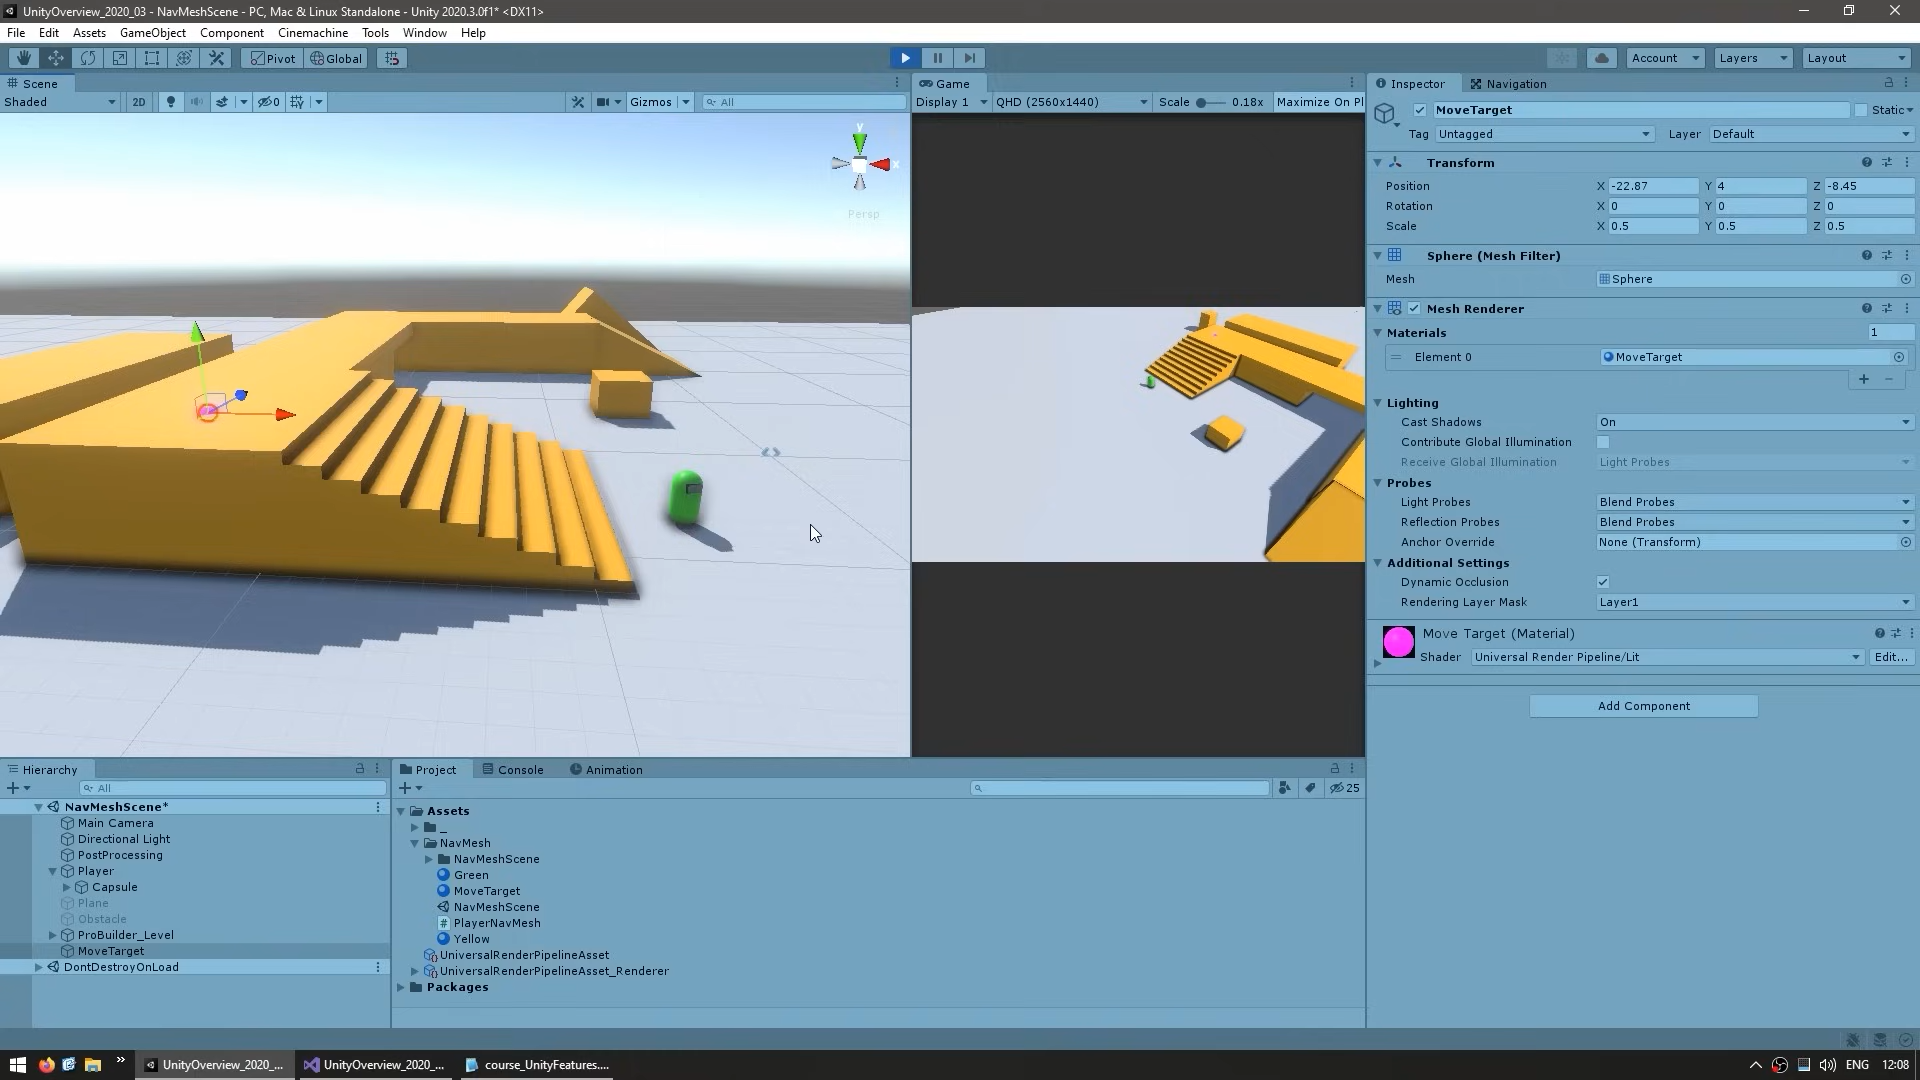 UnityOverview_2020_03 - NavMeshScene - PC, Mac & Linux Standalone - Unity 2020.3.0f1* <DX11>
File Edit Assets GameObject Component Cinemachine Tools Window Help
Pivot Global Account Layers Layout
Scene
Shaded 2D 0 Gizmos All
y
x
Persp
Game
Display 1 QHD (2560x1440) Scale 0.18x Maximize On Pl
Inspector Navigation
MoveTarget Static
Tag Untagged Layer Default
Transform
Position X -22.87 Y 4 Z -8.45
Rotation X 0 Y 0 Z 0
Scale X 0.5 Y 0.5 Z 0.5
Sphere (Mesh Filter)
Mesh Sphere
Mesh Renderer
Materials 1
Element 0 MoveTarget
Lighting
Cast Shadows On
Contribute Global Illumination
Receive Global Illumination Light Probes
Probes
Light Probes Blend Probes
Reflection Probes Blend Probes
Anchor Override None (Transform)
Additional Settings
Dynamic Occlusion
Rendering Layer Mask Layer1
Move Target (Material)
Shader Universal Render Pipeline/Lit Edit...
Add Component
Hierarchy
All
NavMeshScene*
Main Camera
Directional Light
PostProcessing
Player
Capsule
Plane
Obstacle
ProBuilder_Level
MoveTarget
DontDestroyOnLoad
Project Console Animation
25
Assets
_
NavMesh
NavMeshScene
Green
MoveTarget
NavMeshScene
PlayerNavMesh
Yellow
UniversalRenderPipelineAsset
UniversalRenderPipelineAsset_Renderer
Packages
UnityOverview_2020_... UnityOverview_2020_... course_UnityFeatures.... ENG 12:08